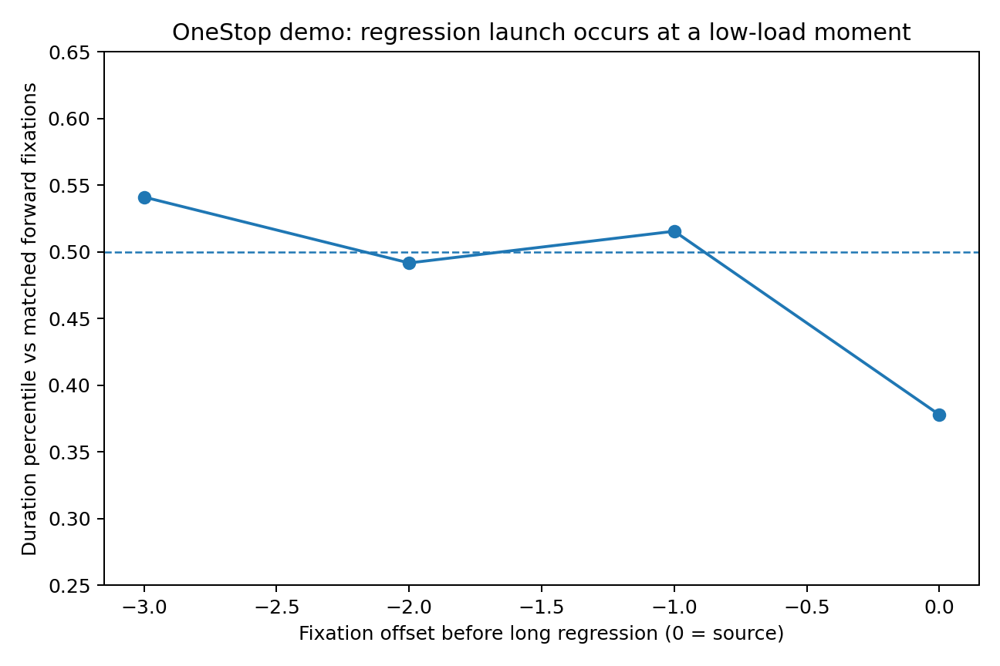 OneStop demo: regression launch occurs at a low-load moment
Duration percentile vs matched forward fixations
0.65
0.60
0.55
0.50
0.45
0.40
0.35
0.30
0.25
−3.0 −2.5 −2.0 −1.5 −1.0 −0.5 0.0
Fixation offset before long regression (0 = source)